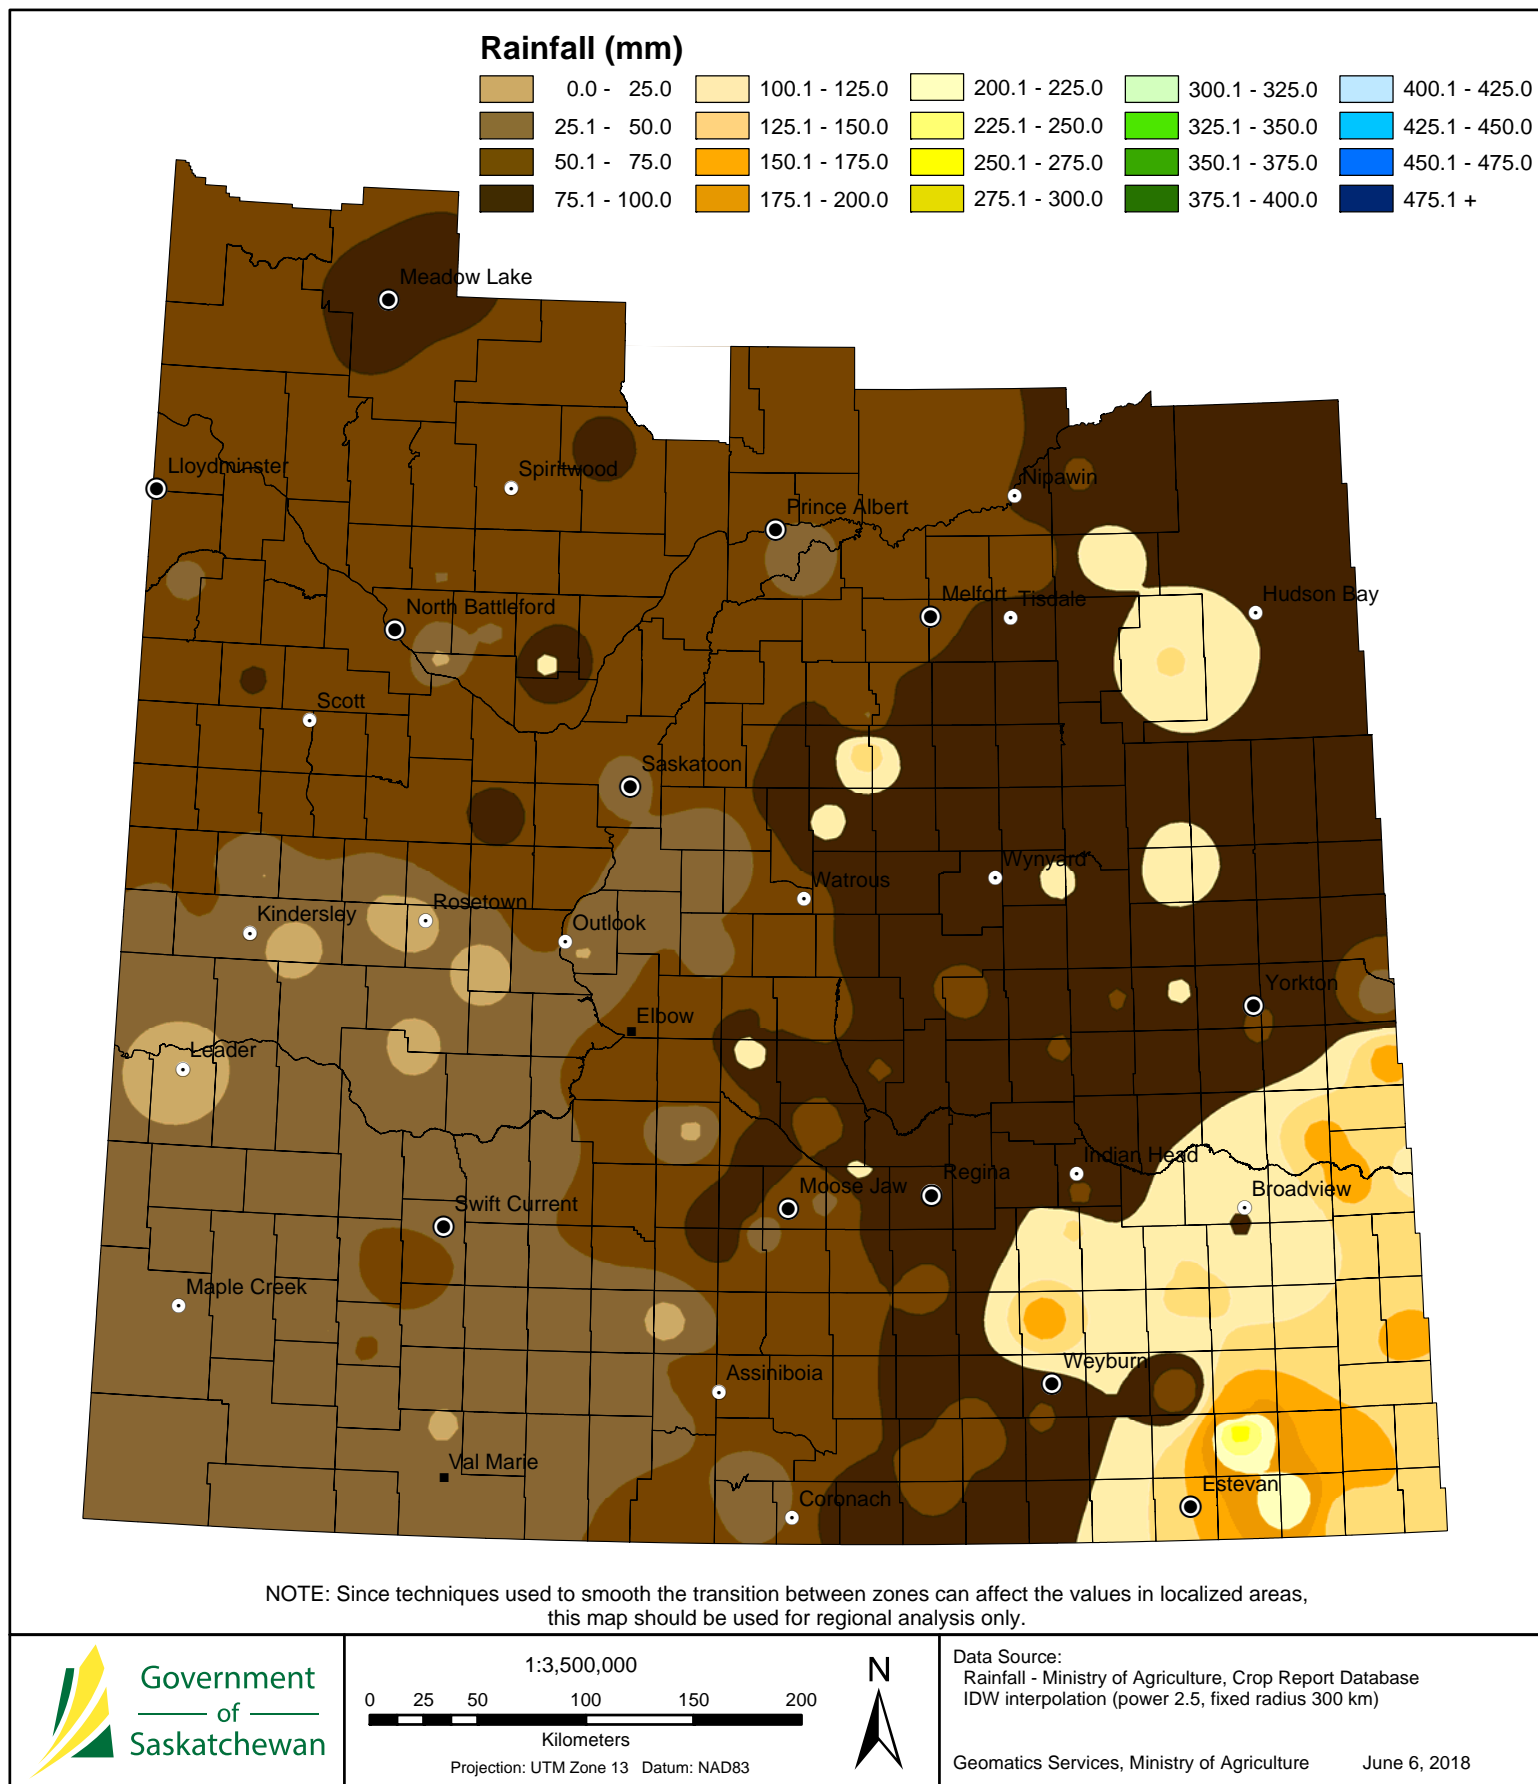 Rainfall (mm)
0.0 - 25.0
25.1 - 50.0
50.1 - 75.0
75.1 - 100.0
100.1 - 125.0
125.1 - 150.0
150.1 - 175.0
175.1 - 200.0
200.1 - 225.0
225.1 - 250.0
250.1 - 275.0
275.1 - 300.0
300.1 - 325.0
325.1 - 350.0
350.1 - 375.0
375.1 - 400.0
400.1 - 425.0
425.1 - 450.0
450.1 - 475.0
475.1 +
Meadow Lake
Lloydminster
Spiritwood
Nipawin
Prince Albert
North Battleford
Melfort
Tisdale
Hudson Bay
Scott
Saskatoon
Watrous
Wynyard
Kindersley
Rosetown
Outlook
Yorkton
Elbow
Leader
Indian Head
Regina
Moose Jaw
Broadview
Swift Current
Maple Creek
Weyburn
Assiniboia
Val Marie
Coronach
Estevan
NOTE: Since techniques used to smooth the transition between zones can affect the values in localized areas,
this map should be used for regional analysis only.
Government
of
Saskatchewan
1:3,500,000
0 25 50 100 150 200
Kilometers
Projection: UTM Zone 13 Datum: NAD83
N
Data Source:
Rainfall - Ministry of Agriculture, Crop Report Database
IDW interpolation (power 2.5, fixed radius 300 km)
Geomatics Services, Ministry of Agriculture June 6, 2018